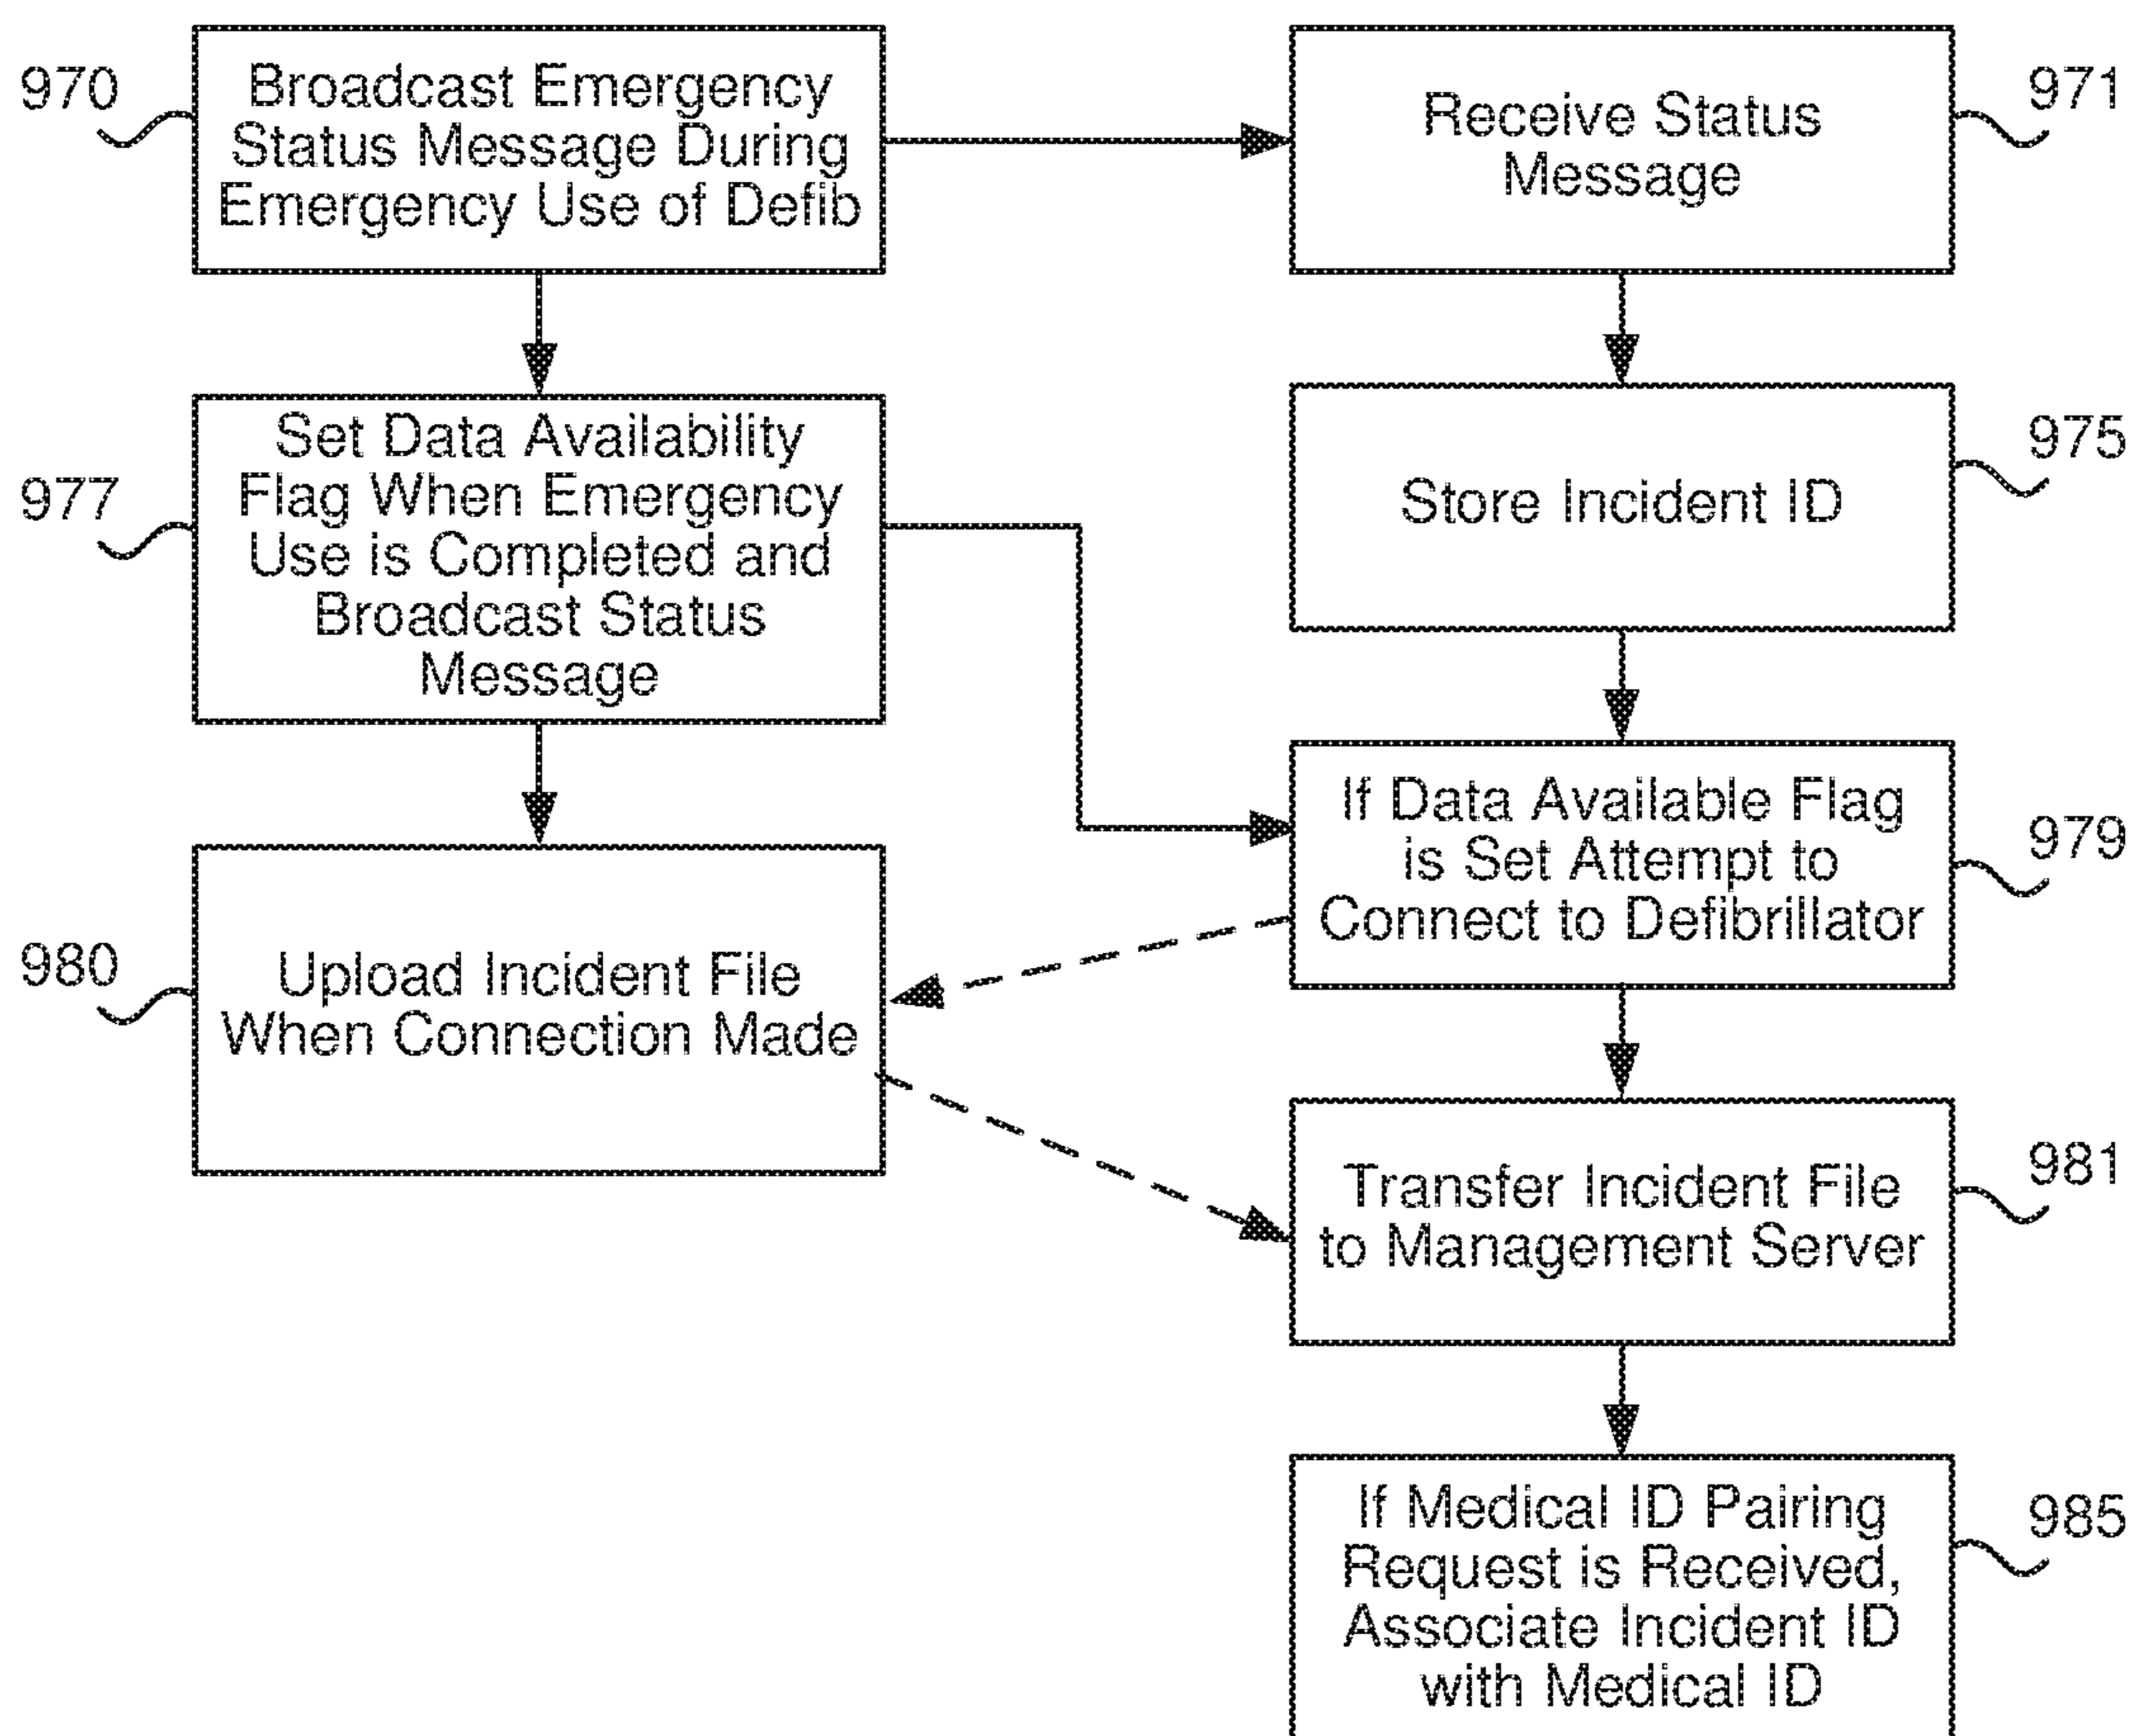 970
Broadcast Emergency
Status Message During
Emergency Use of Defib
Receive Status
Message
971
977
Set Data Availability
Flag When Emergency
Use is Completed and
Broadcast Status
Message
Store Incident ID
975
If Data Available Flag
is Set Attempt to
Connect to Defibrillator
979
980
Upload Incident File
When Connection Made
Transfer Incident File
to Management Server
981
If Medical ID Pairing
Request is Received,
Associate Incident ID
with Medical ID
985